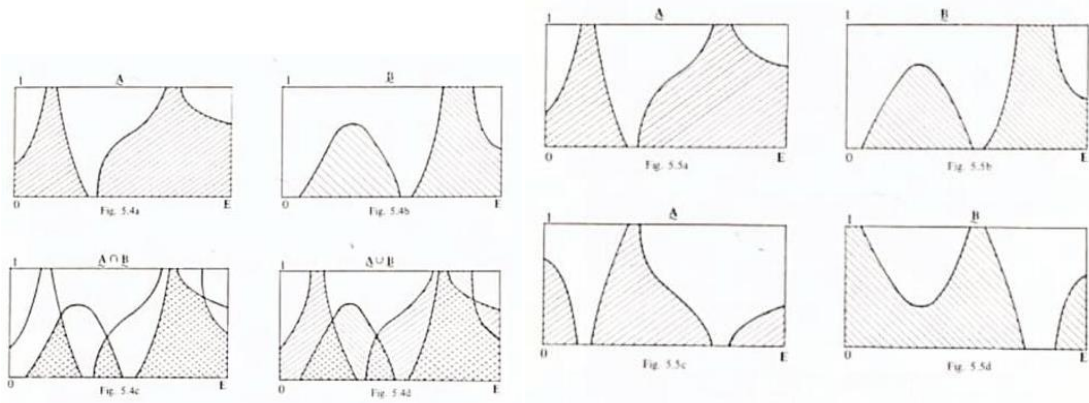 1 A̰
0 Fig. 5.4a E
1 B̰
0 Fig. 5.4b E
1 A̰ ∩ B̰
0 Fig. 5.4c E
1 A̰ ∪ B̰
0 Fig. 5.4d E
1 A̰
0 Fig. 5.5a E
1 B̰
0 Fig. 5.5b E
1 A̰
0 Fig. 5.5c E
1 B̰
0 Fig. 5.5d E